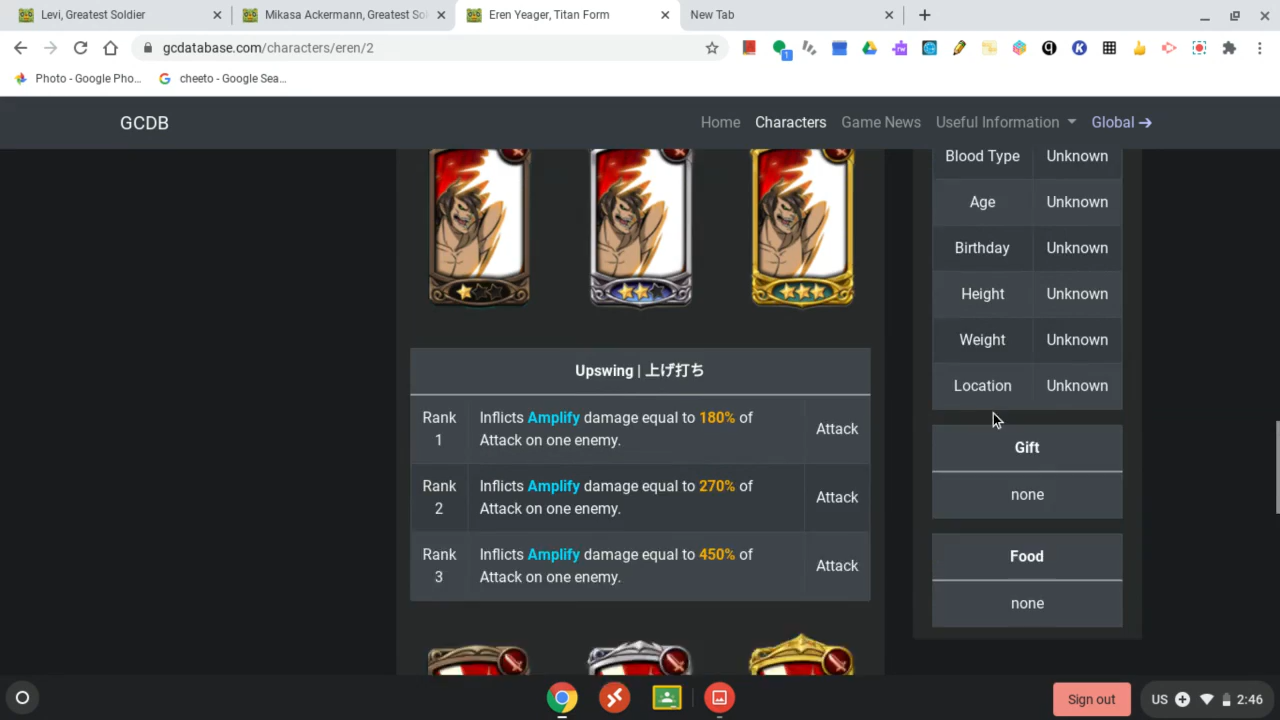 Levi, Greatest Soldier
Mikasa Ackermann, Greatest So
Eren Yeager, Titan Form
New Tab
gcdatabase.com/characters/eren/2
1
Photo - Google Pho...
cheeto - Google Sea...
GCDB
Home
Characters
Game News
Useful Information
Global →
Blood Type
Unknown
Age
Unknown
Birthday
Unknown
Height
Unknown
Weight
Unknown
Location
Unknown
Gift
none
Food
none
Upswing | 上げ打ち
Rank
1
Inflicts Amplify damage equal to 180% of
Attack on one enemy.
Attack
Rank
2
Inflicts Amplify damage equal to 270% of
Attack on one enemy.
Attack
Rank
3
Inflicts Amplify damage equal to 450% of
Attack on one enemy.
Attack
Sign out
US
2:46